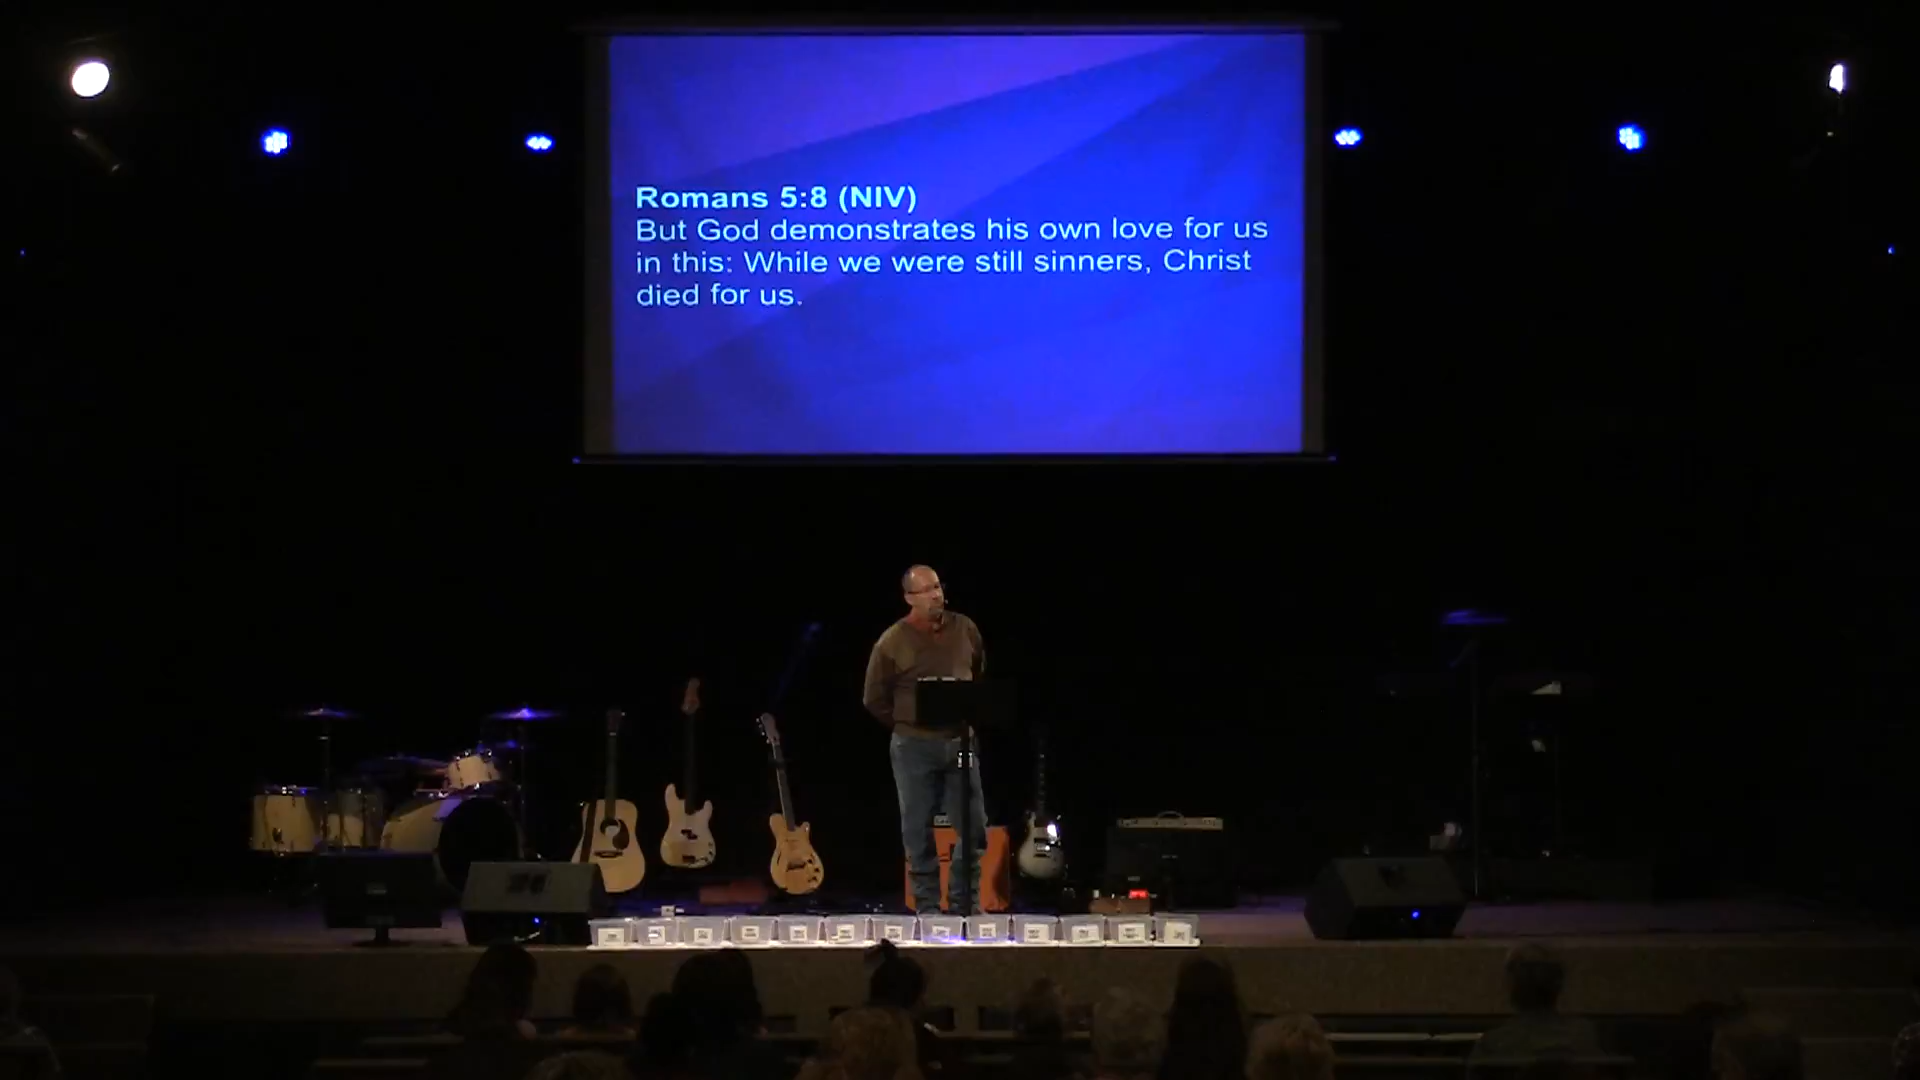 Romans 5:8 (NIV)
But God demonstrates his own love for us
in this: While we were still sinners, Christ
died for us.